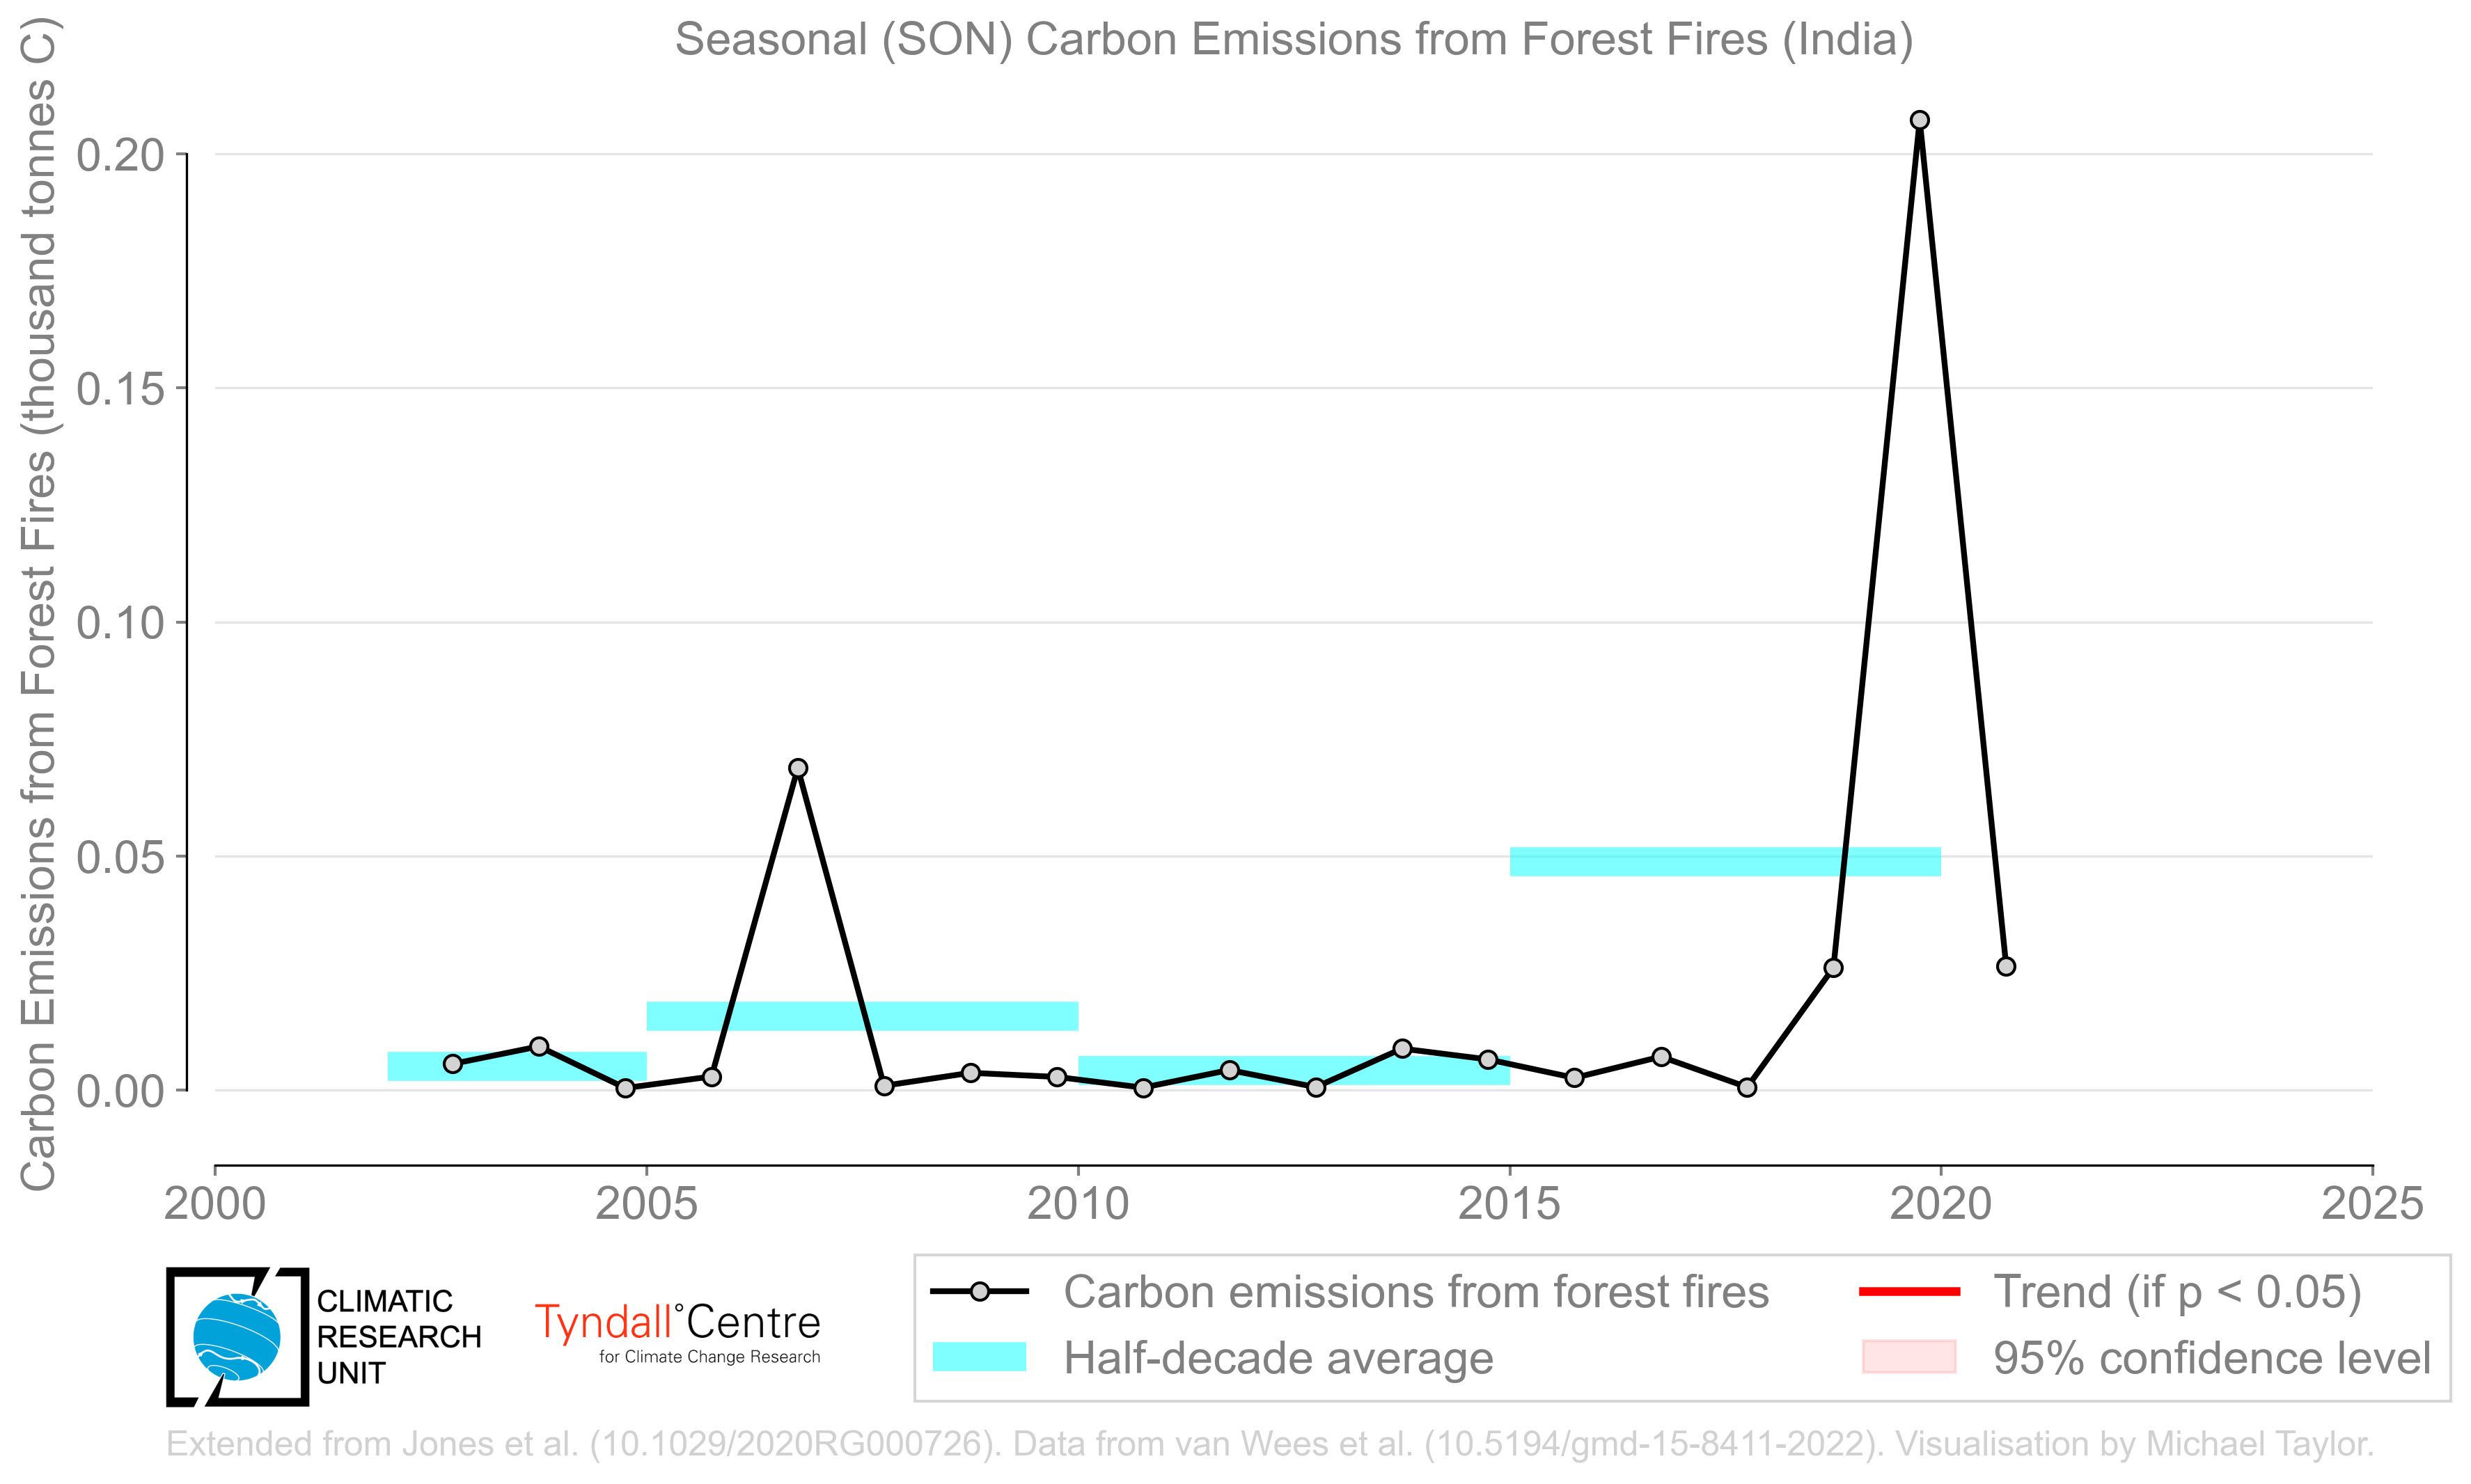 Seasonal (SON) Carbon Emissions from Forest Fires (India)
Carbon Emissions from Forest Fires (thousand tonnes C)
0.20
0.15
0.10
0.05
0.00
2000
2005
2010
2015
2020
2025
CLIMATIC
RESEARCH
UNIT
Tyndall°Centre
for Climate Change Research
Carbon emissions from forest fires
Half-decade average
Trend (if p < 0.05)
95% confidence level
Extended from Jones et al. (10.1029/2020RG000726). Data from van Wees et al. (10.5194/gmd-15-8411-2022). Visualisation by Michael Taylor.